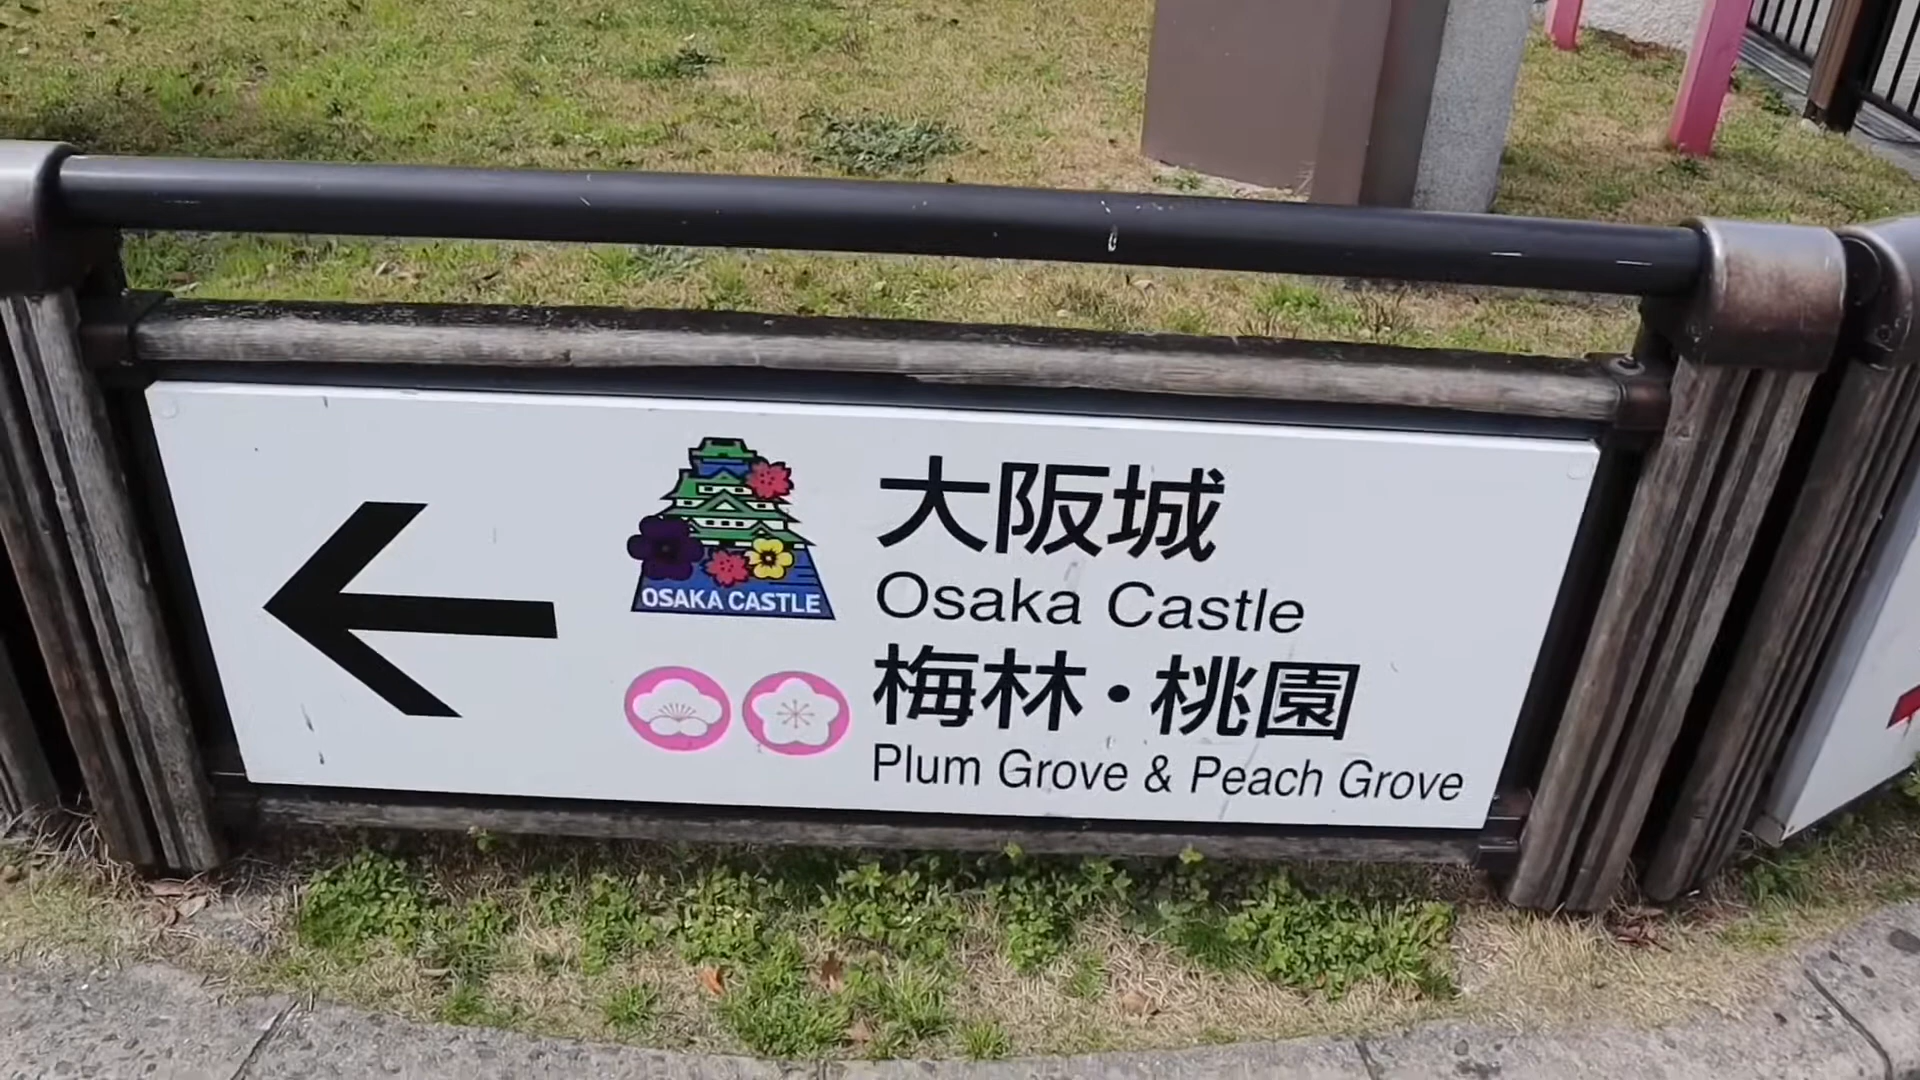 大阪城
OSAKA CASTLE
Osaka Castle
梅林・桃園
Plum Grove & Peach Grove